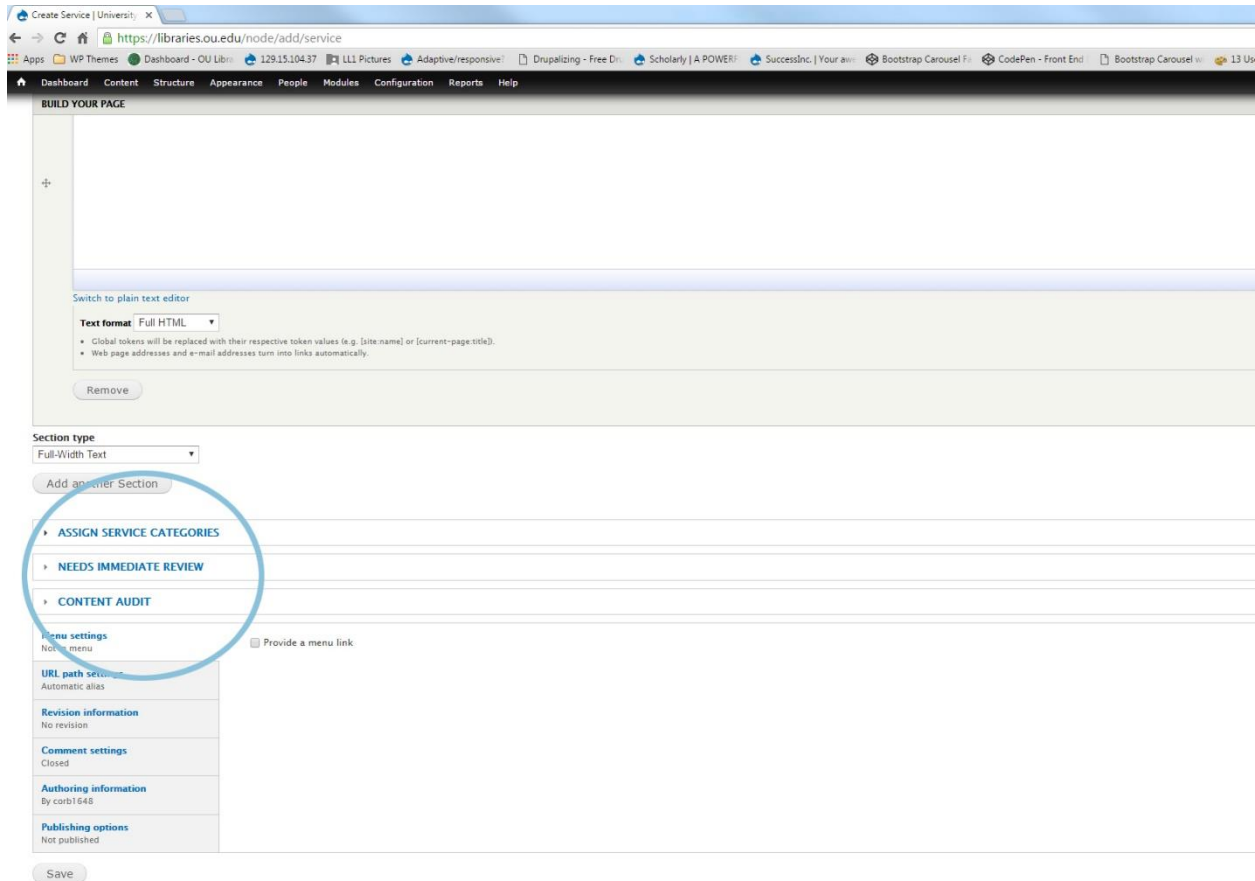 Create Service | University
https://libraries.ou.edu/node/add/service
Apps WP Themes Dashboard - OU Libra 129.15.104.37 LL1 Pictures Adaptive/responsive? Drupalizing - Free Dr. Scholarly | A POWERF SuccessInc. | Your aw Bootstrap Carousel Fa CodePen - Front End Bootstrap Carousel w 13 Us
Dashboard Content Structure Appearance People Modules Configuration Reports Help
BUILD YOUR PAGE
Switch to plain text editor
Text format Full HTML
Global tokens will be replaced with their respective token values (e.g. [site:name] or [current-page:title]).
Web page addresses and e-mail addresses turn into links automatically.
Remove
Section type
Full-Width Text
Add another Section
ASSIGN SERVICE CATEGORIES
NEEDS IMMEDIATE REVIEW
CONTENT AUDIT
Menu settings
Not in menu
Provide a menu link
URL path settings
Automatic alias
Revision information
No revision
Comment settings
Closed
Authoring information
By corb1648
Publishing options
Not published
Save